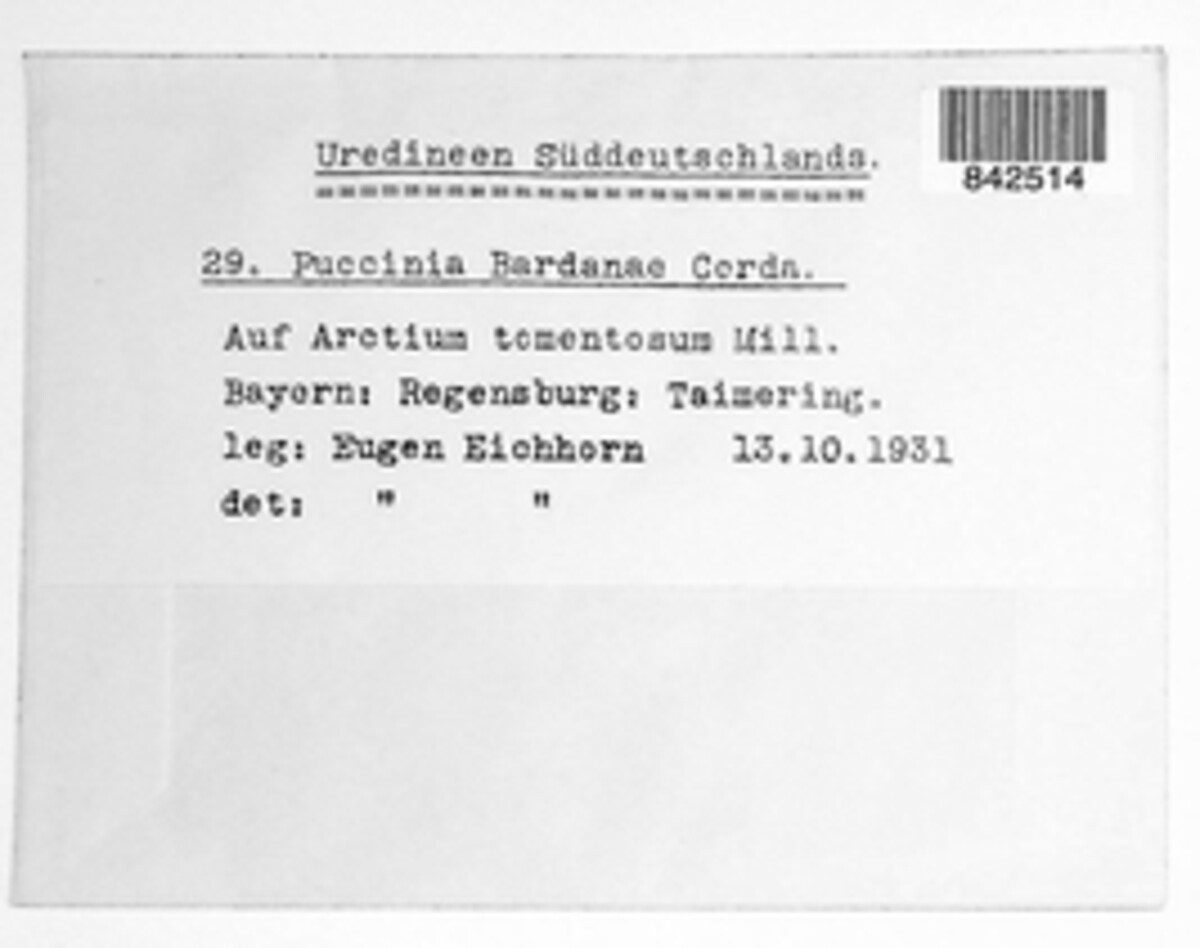 842514
Uredineen Süddeutschlands.
29. Puccinia Bardanae Corda.
Auf Arctium tomentosum Mill.
Bayern: Regensburg: Taimering.
leg: Eugen Eichhorn 13.10.1931
det: " "